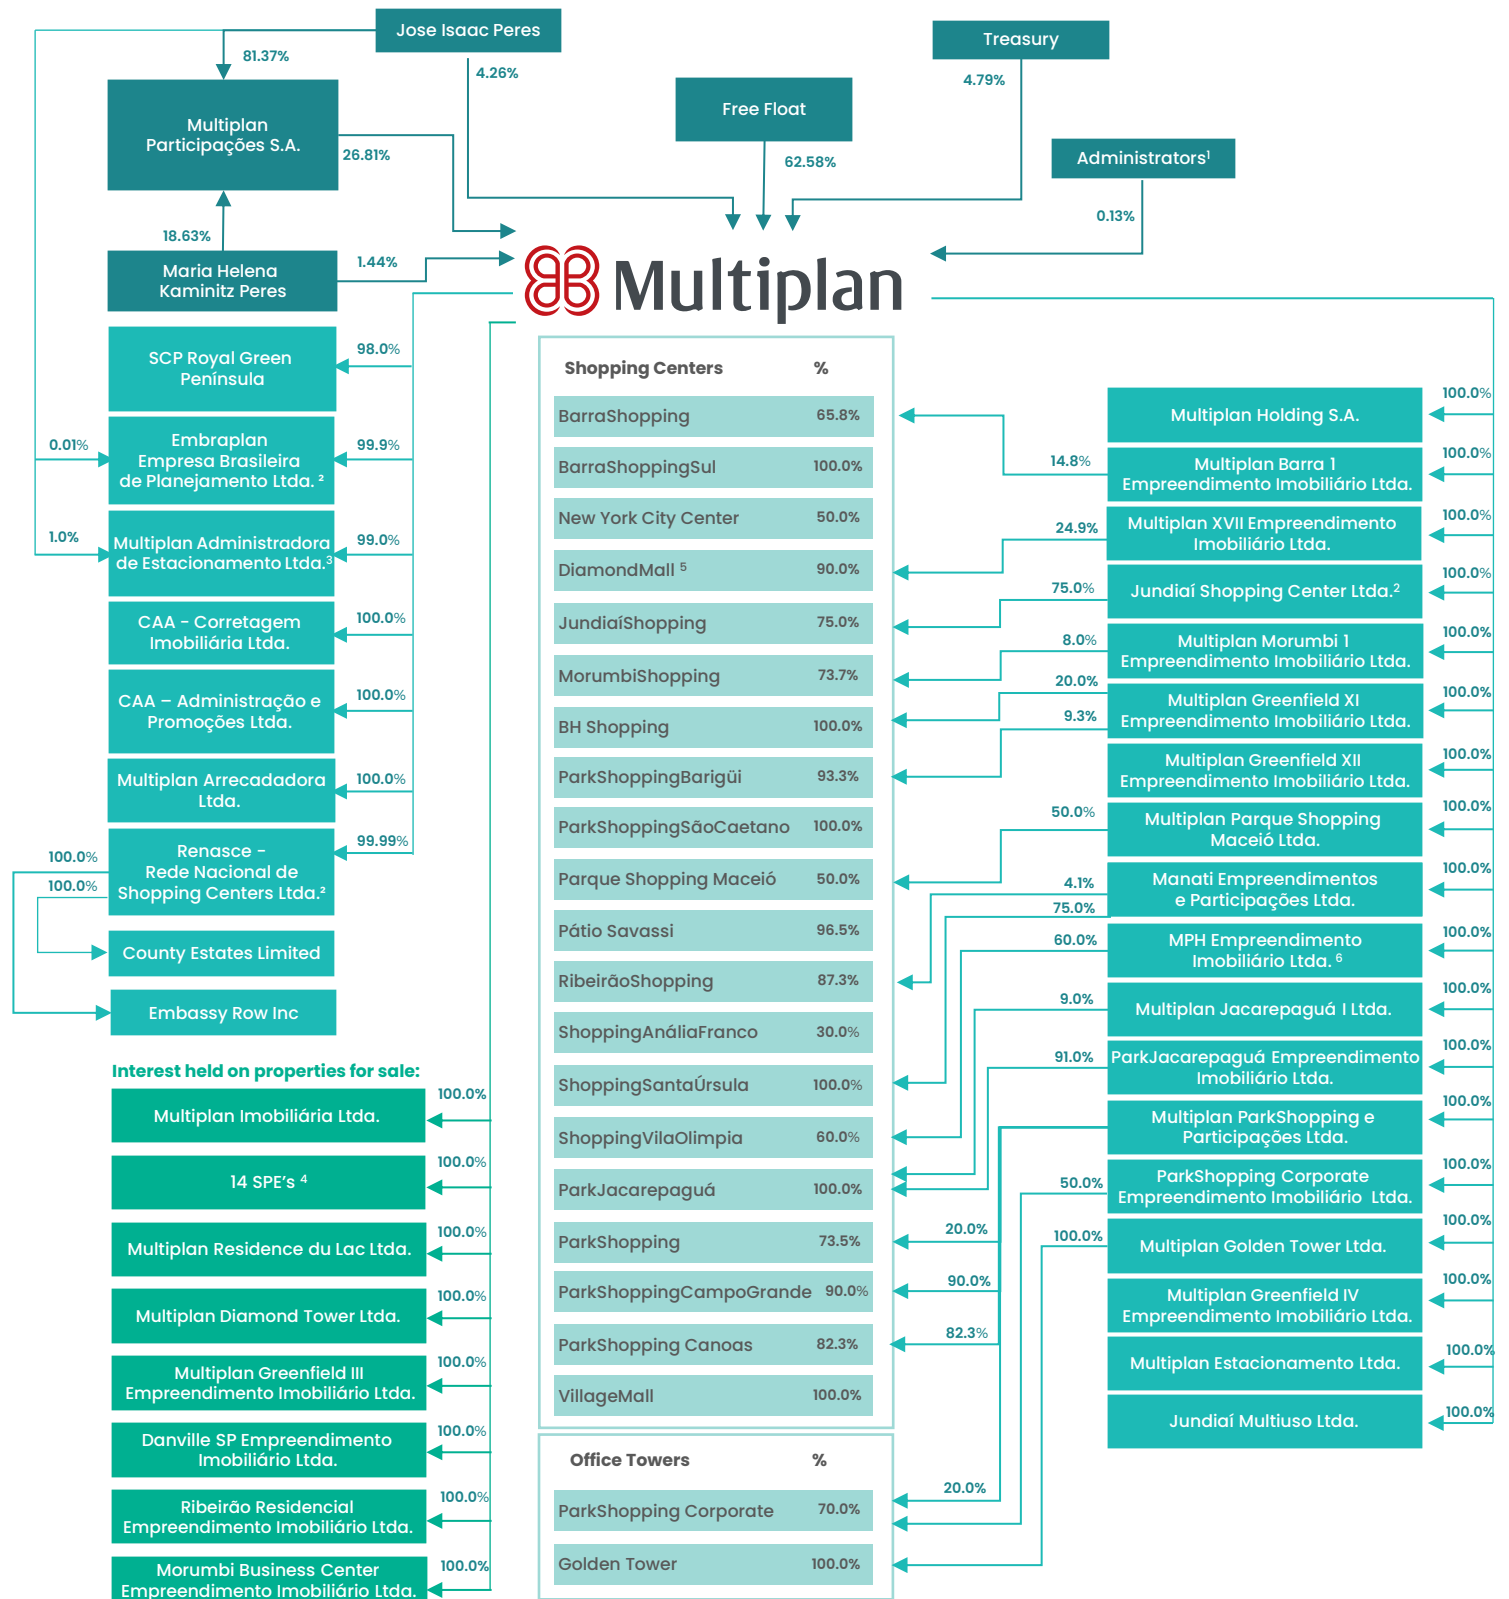 Jose Isaac Peres
81.37%
4.26%
Treasury
4.79%
Free Float
62.58%
Multiplan
Participações S.A.
26.81%
Administrators¹
0.13%
18.63%
Maria Helena
Kaminitz Peres
1.44%
Multiplan
SCP Royal Green
Península
98.0%
0.01%
Embraplan
Empresa Brasileira
de Planejamento Ltda. ²
99.9%
1.0%
Multiplan Administradora
de Estacionamento Ltda.³
99.0%
CAA - Corretagem
Imobiliária Ltda.
100.0%
CAA – Administração e
Promoções Ltda.
100.0%
Multiplan Arrecadadora
Ltda.
100.0%
Renasce -
Rede Nacional de
Shopping Centers Ltda.²
99.99%
100.0%
100.0%
County Estates Limited
Embassy Row Inc
Interest held on properties for sale:
Multiplan Imobiliária Ltda.
100.0%
14 SPE's ⁴
100.0%
Multiplan Residence du Lac Ltda.
100.0%
Multiplan Diamond Tower Ltda.
100.0%
Multiplan Greenfield III
Empreendimento Imobiliário Ltda.
100.0%
Danville SP Empreendimento
Imobiliário Ltda.
100.0%
Ribeirão Residencial
Empreendimento Imobiliário Ltda.
100.0%
Morumbi Business Center
Empreendimento Imobiliário Ltda.
100.0%
Shopping Centers %
BarraShopping 65.8%
BarraShoppingSul 100.0%
New York City Center 50.0%
DiamondMall ⁵ 90.0%
JundiaíShopping 75.0%
MorumbiShopping 73.7%
BH Shopping 100.0%
ParkShoppingBarigüi 93.3%
ParkShoppingSãoCaetano 100.0%
Parque Shopping Maceió 50.0%
Pátio Savassi 96.5%
RibeirãoShopping 87.3%
ShoppingAnáliaFranco 30.0%
ShoppingSantaÚrsula 100.0%
ShoppingVilaOlimpia 60.0%
ParkJacarepaguá 100.0%
ParkShopping 73.5%
ParkShoppingCampoGrande 90.0%
ParkShopping Canoas 82.3%
VillageMall 100.0%
Office Towers %
ParkShopping Corporate 70.0%
Golden Tower 100.0%
Multiplan Holding S.A.
100.0%
14.8%
Multiplan Barra 1
Empreendimento Imobiliário Ltda.
100.0%
24.9%
Multiplan XVII Empreendimento
Imobiliário Ltda.
100.0%
75.0%
Jundiaí Shopping Center Ltda.²
100.0%
8.0%
Multiplan Morumbi 1
Empreendimento Imobiliário Ltda.
100.0%
20.0%
9.3%
Multiplan Greenfield XI
Empreendimento Imobiliário Ltda.
100.0%
Multiplan Greenfield XII
Empreendimento Imobiliário Ltda.
100.0%
50.0%
Multiplan Parque Shopping
Maceió Ltda.
100.0%
4.1%
75.0%
Manati Empreendimentos
e Participações Ltda.
100.0%
60.0%
MPH Empreendimento
Imobiliário Ltda. ⁶
100.0%
9.0%
Multiplan Jacarepaguá I Ltda.
100.0%
91.0%
ParkJacarepaguá Empreendimento
Imobiliário Ltda.
100.0%
Multiplan ParkShopping e
Participações Ltda.
100.0%
20.0%
90.0%
82.3%
20.0%
50.0%
ParkShopping Corporate
Empreendimento Imobiliário Ltda.
100.0%
100.0%
Multiplan Golden Tower Ltda.
100.0%
Multiplan Greenfield IV
Empreendimento Imobiliário Ltda.
100.0%
Multiplan Estacionamento Ltda.
100.0%
Jundiaí Multiuso Ltda.
100.0%